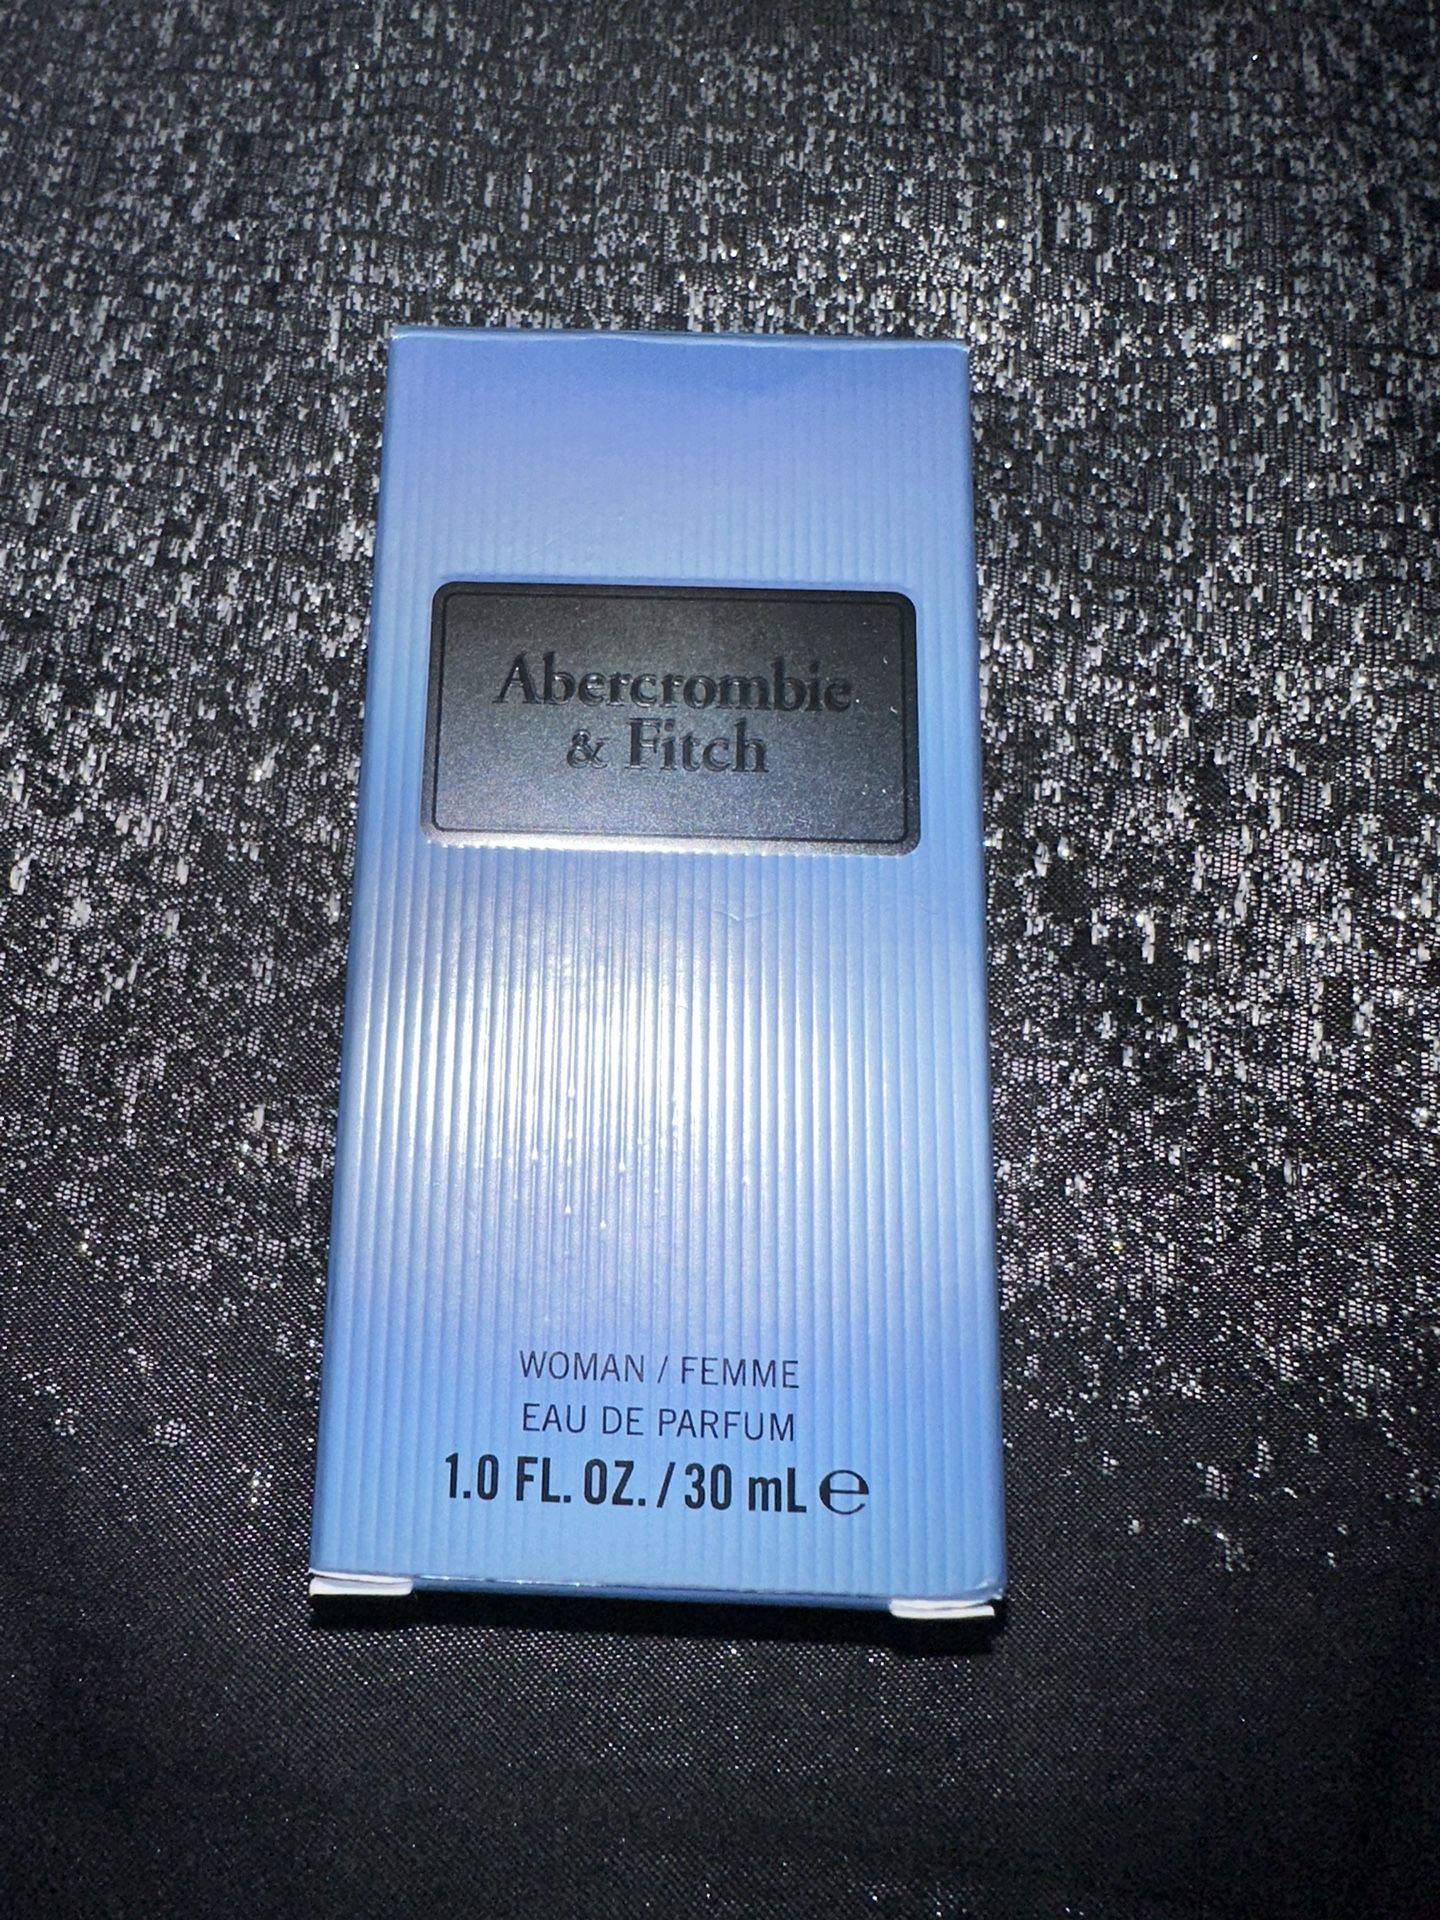 Abercrombie
& Fitch
WOMAN / FEMME
EAU DE PARFUM
1.0 FL. OZ. / 30 mL ℮